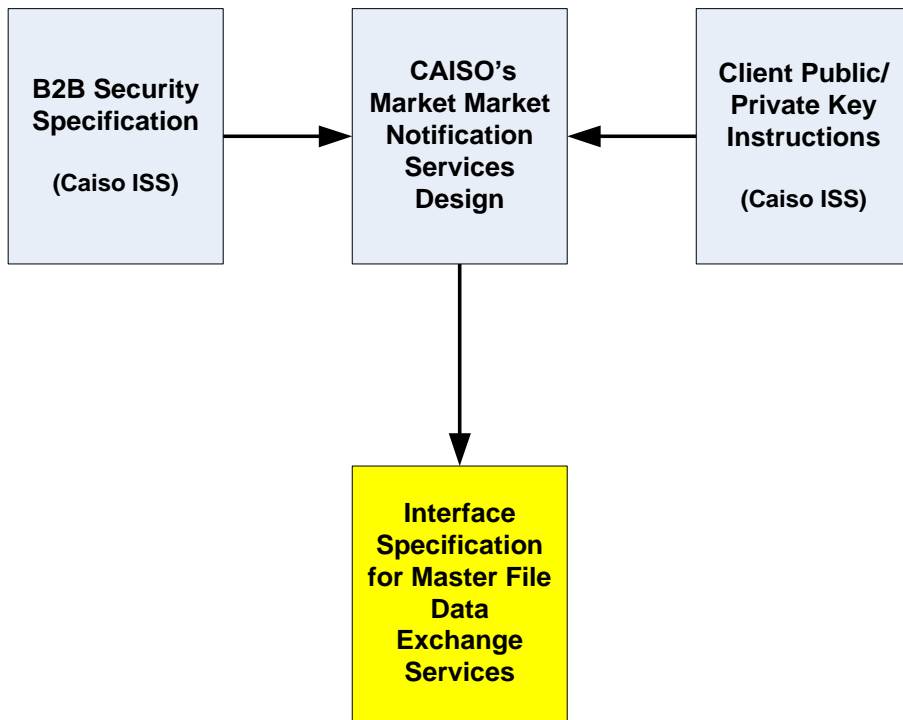 B2B Security
Specification
(Caiso ISS)
CAISO's
Market Market
Notification
Services
Design
Client Public/
Private Key
Instructions
(Caiso ISS)
Interface
Specification
for Master File
Data
Exchange
Services